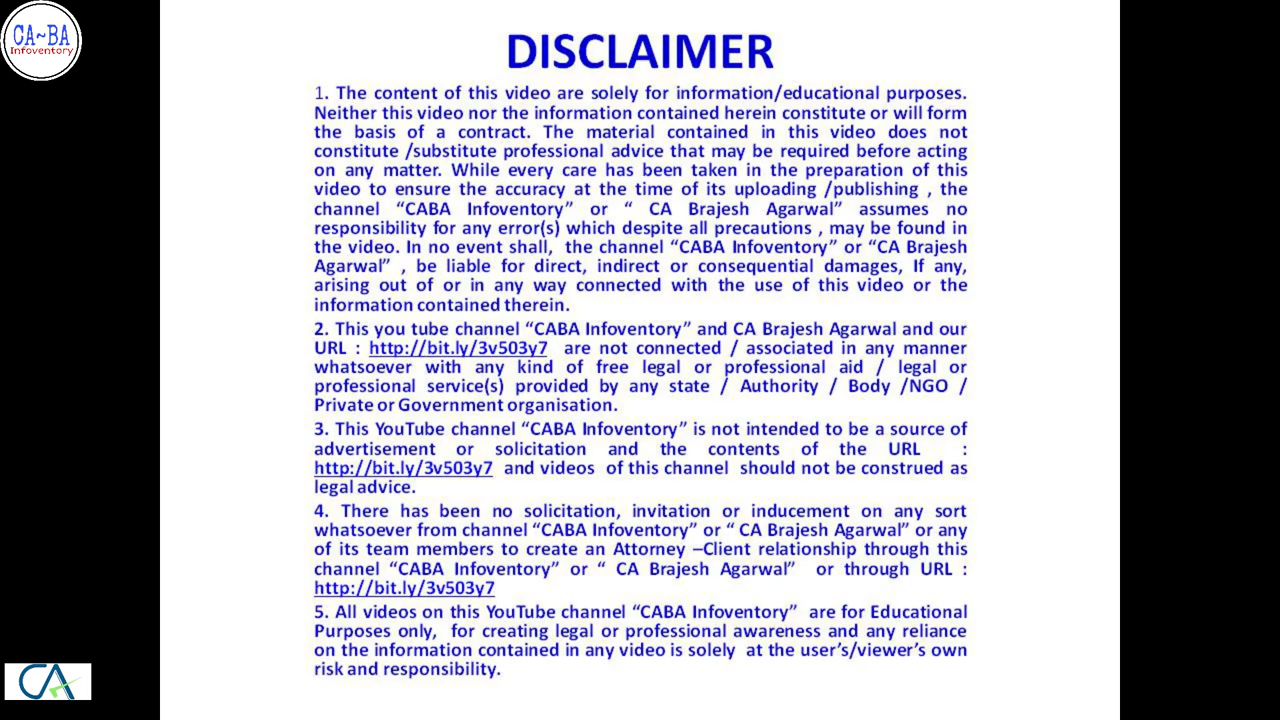 CA~BA
Infoventory
DISCLAIMER
1. The content of this video are solely for information/educational purposes.
Neither this video nor the information contained herein constitute or will form
the basis of a contract. The material contained in this video does not
constitute /substitute professional advice that may be required before acting
on any matter. While every care has been taken in the preparation of this
video to ensure the accuracy at the time of its uploading /publishing , the
channel “CABA Infoventory” or “ CA Brajesh Agarwal” assumes no
responsibility for any error(s) which despite all precautions , may be found in
the video. In no event shall, the channel “CABA Infoventory” or “CA Brajesh
Agarwal” , be liable for direct, indirect or consequential damages, If any,
arising out of or in any way connected with the use of this video or the
information contained therein.
2. This you tube channel “CABA Infoventory” and CA Brajesh Agarwal and our
URL : http://bit.ly/3v503y7 are not connected / associated in any manner
whatsoever with any kind of free legal or professional aid / legal or
professional service(s) provided by any state / Authority / Body /NGO /
Private or Government organisation.
3. This YouTube channel “CABA Infoventory” is not intended to be a source of
advertisement or solicitation and the contents of the URL :
http://bit.ly/3v503y7 and videos of this channel should not be construed as
legal advice.
4. There has been no solicitation, invitation or inducement on any sort
whatsoever from channel “CABA Infoventory” or “ CA Brajesh Agarwal” or any
of its team members to create an Attorney –Client relationship through this
channel “CABA Infoventory” or “ CA Brajesh Agarwal” or through URL :
http://bit.ly/3v503y7
5. All videos on this YouTube channel “CABA Infoventory” are for Educational
Purposes only, for creating legal or professional awareness and any reliance
on the information contained in any video is solely at the user’s/viewer’s own
risk and responsibility.
CA